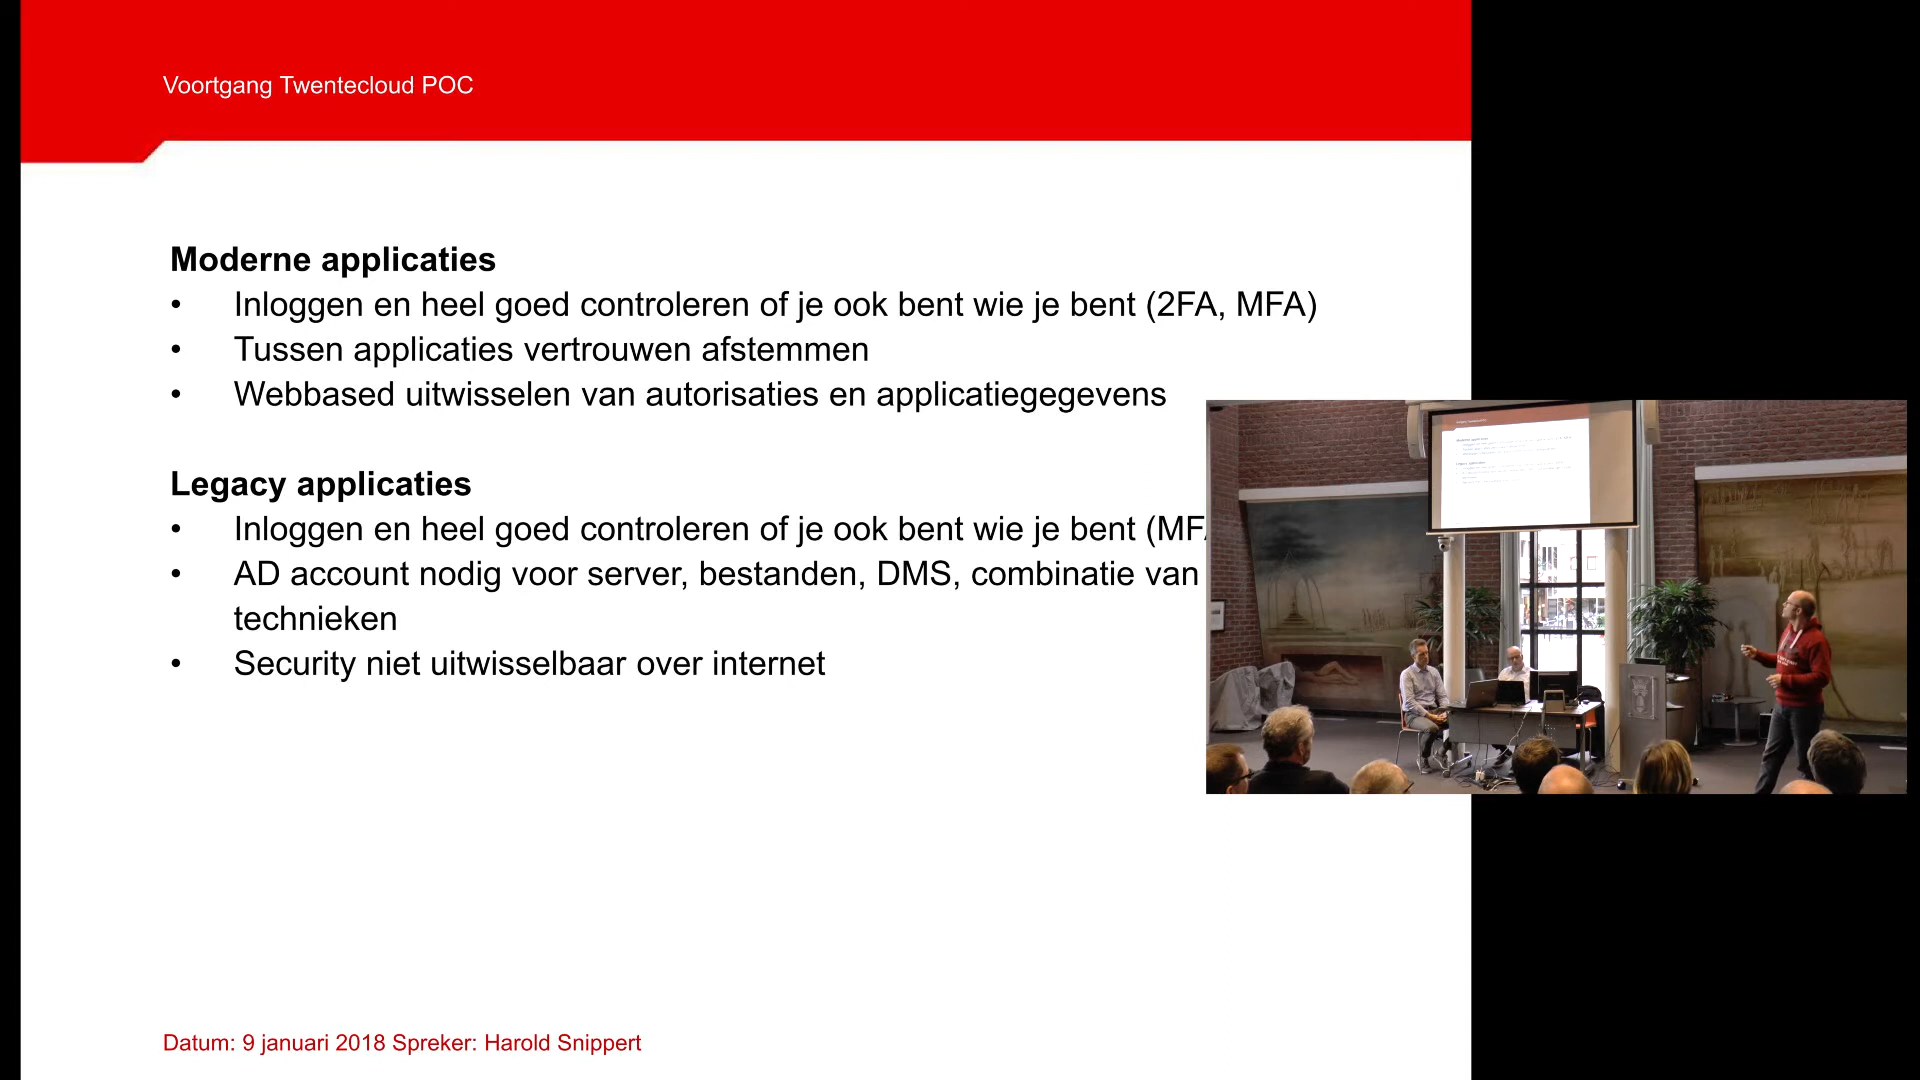 Voortgang Twentecloud POC
Moderne applicaties
• Inloggen en heel goed controleren of je ook bent wie je bent (2FA, MFA)
• Tussen applicaties vertrouwen afstemmen
• Webbased uitwisselen van autorisaties en applicatiegegevens
Legacy applicaties
• Inloggen en heel goed controleren of je ook bent wie je bent
• AD account nodig voor server, bestanden, DMS, combinatie van
technieken
• Security niet uitwisselbaar over internet
Datum: 9 januari 2018 Spreker: Harold Snippert